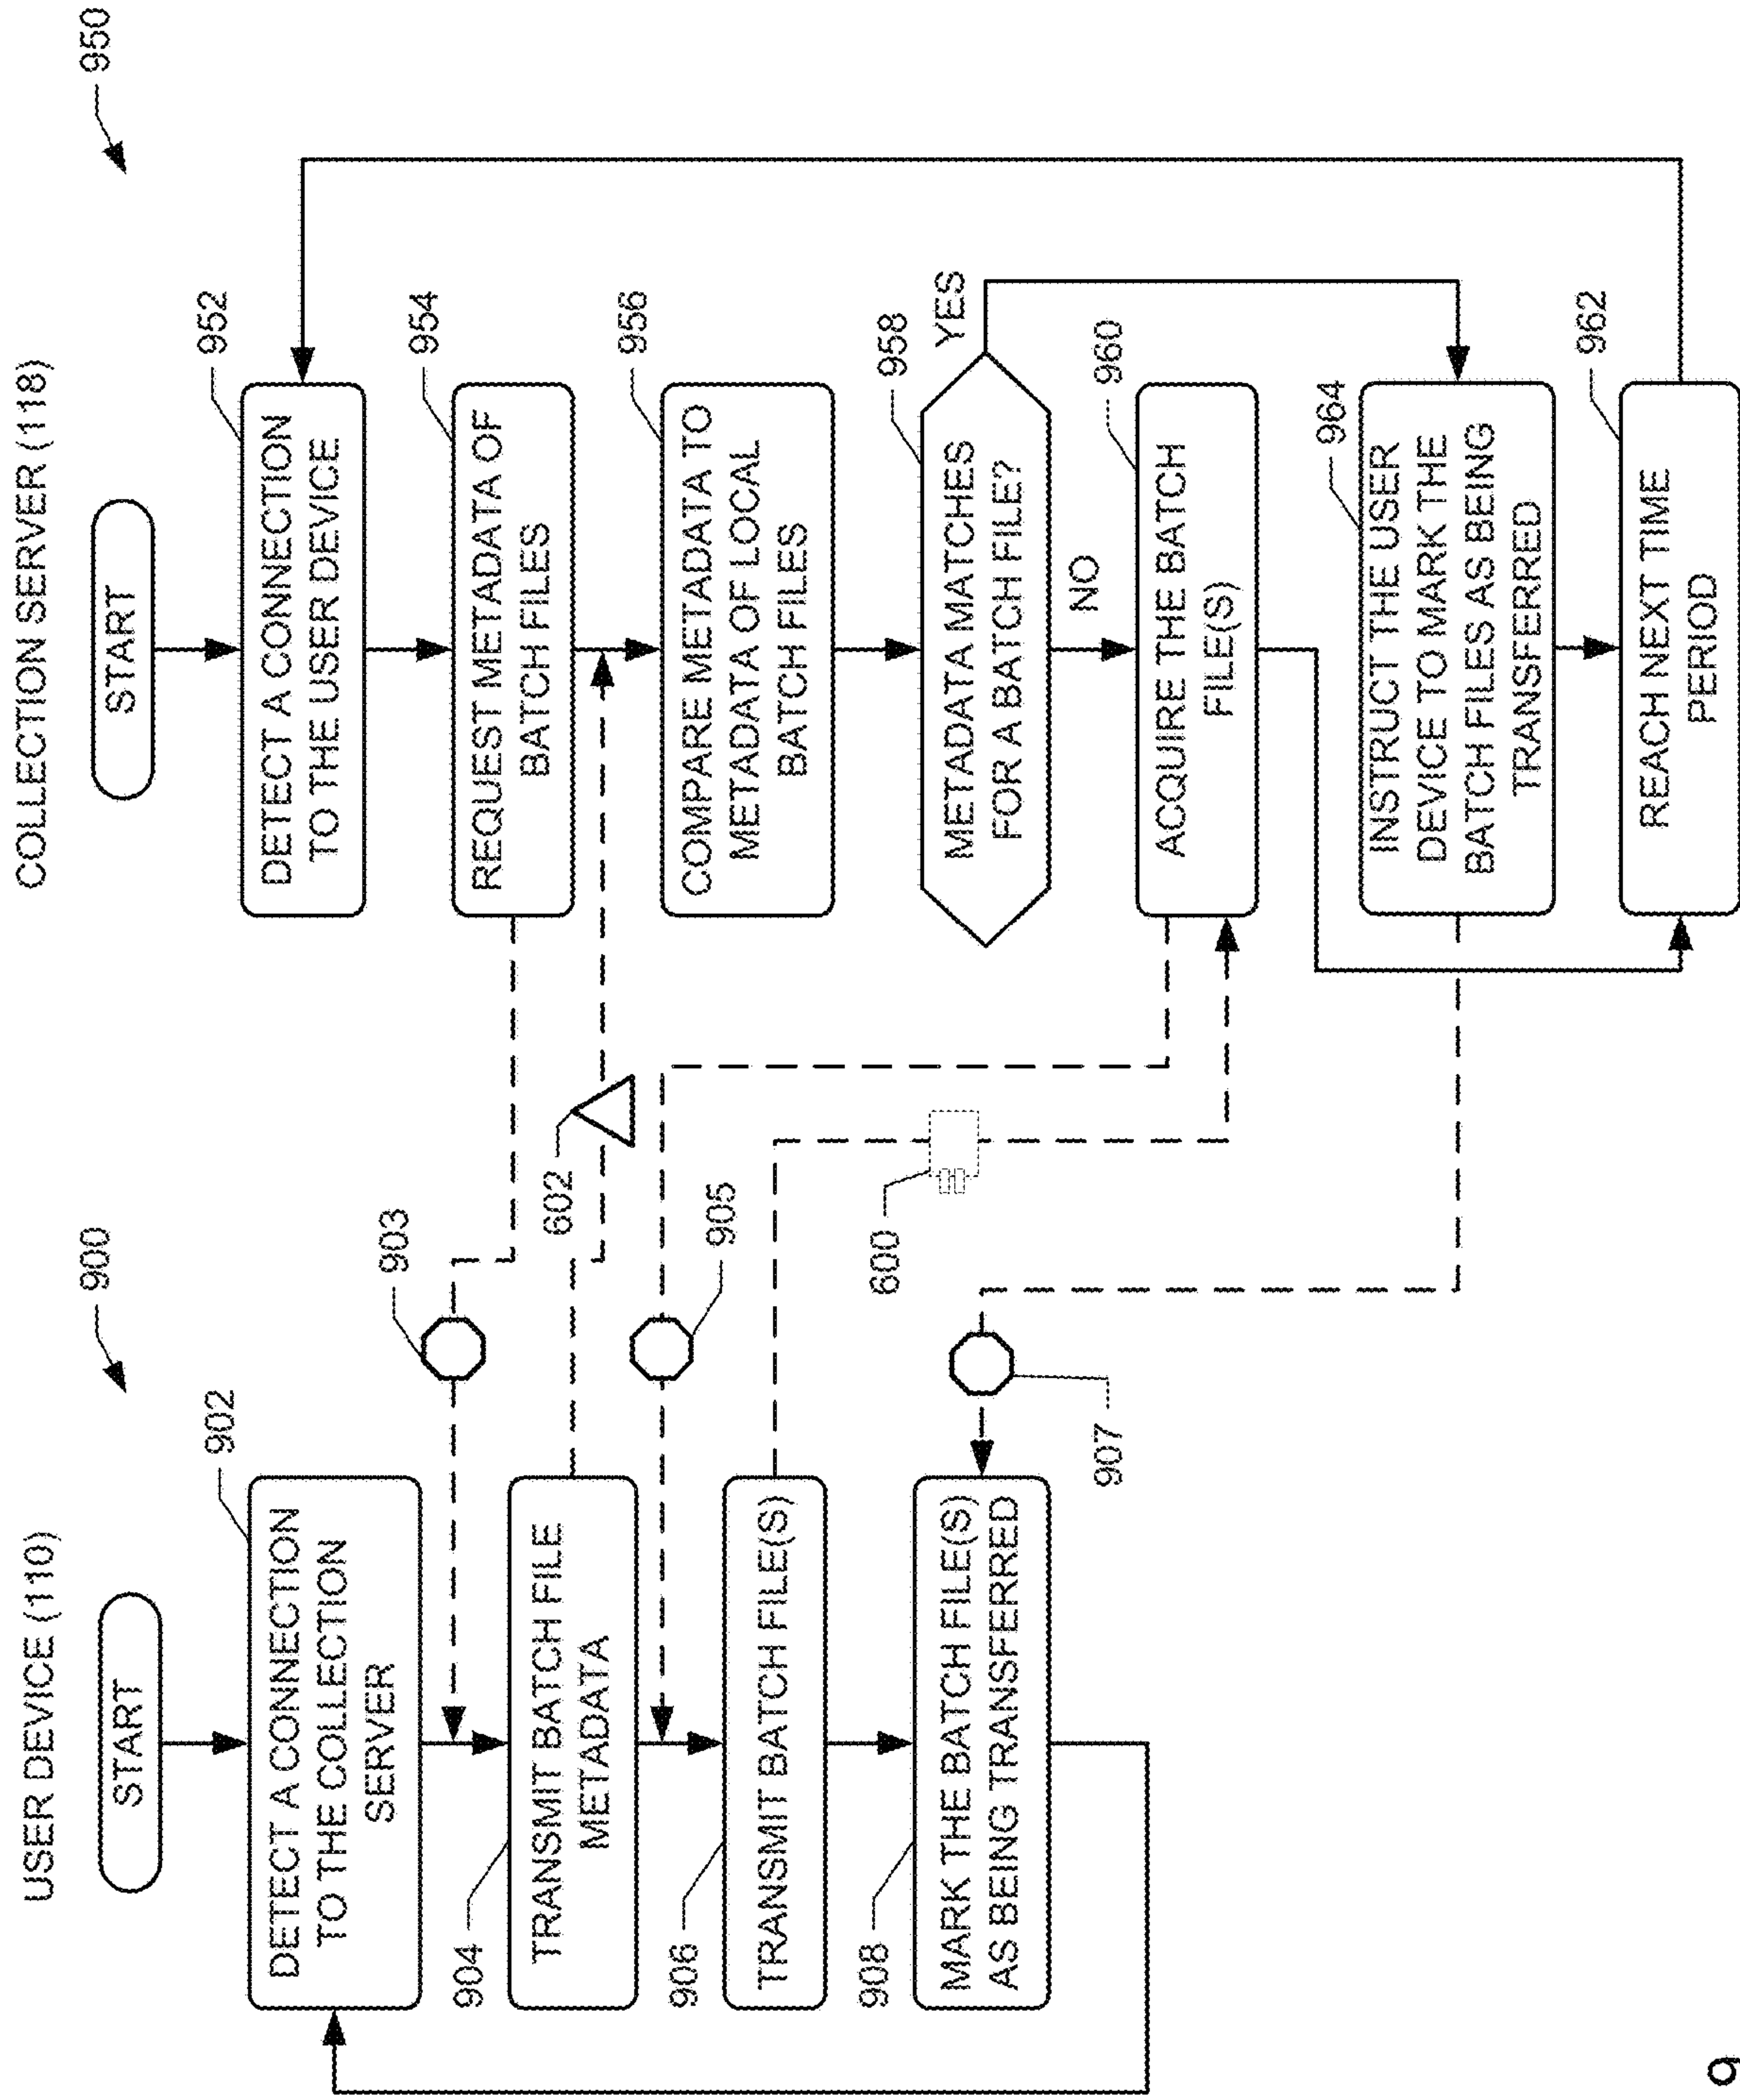 USER DEVICE (110)
900
START
902
DETECT A CONNECTION
TO THE COLLECTION
SERVER
903
904
TRANSMIT BATCH FILE
METADATA
602
905
906
TRANSMIT BATCH FILE(S)
600
908
MARK THE BATCH FILE(S)
AS BEING TRANSFERRED
907
COLLECTION SERVER (118)
950
START
952
DETECT A CONNECTION
TO THE USER DEVICE
954
REQUEST METADATA OF
BATCH FILES
956
COMPARE METADATA TO
METADATA OF LOCAL
BATCH FILES
958
METADATA MATCHES
FOR A BATCH FILE?
YES
NO
960
ACQUIRE THE BATCH
FILE(S)
964
INSTRUCT THE USER
DEVICE TO MARK THE
BATCH FILES AS BEING
TRANSFERRED
962
REACH NEXT TIME
PERIOD
9